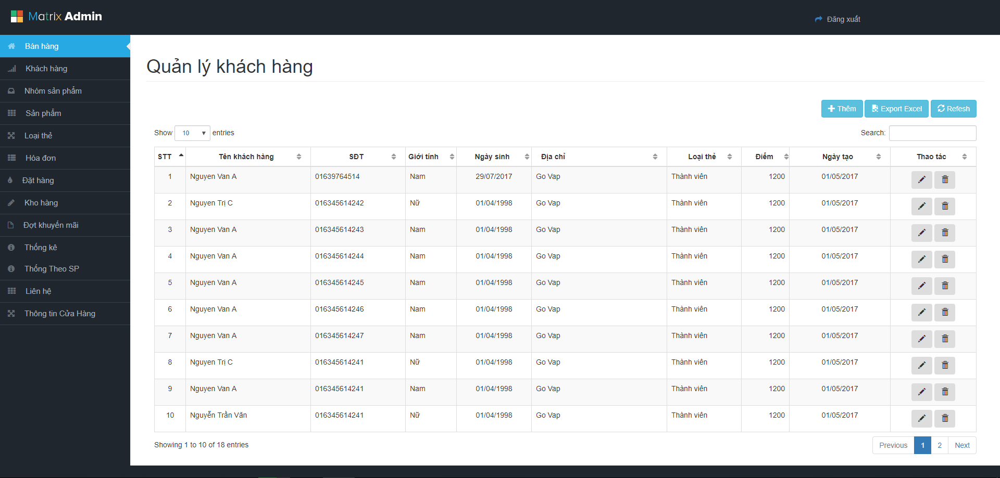 Matrix Admin
Đăng xuất
Bán hàng
Khách hàng
Nhóm sản phẩm
Sản phẩm
Loại thẻ
Hóa đơn
Đặt hàng
Kho hàng
Đợt khuyến mãi
Thống kê
Thống Theo SP
Liên hệ
Thông tin Cửa Hàng
Quản lý khách hàng
Thêm Export Excel Refesh
Show 10 entries Search:
STT Tên khách hàng SĐT Giới tính Ngày sinh Địa chỉ Loại thẻ Điểm Ngày tạo Thao tác
1 Nguyen Van A 01639764514 Nam 29/07/2017 Go Vap Thành viên 1200 01/05/2017
2 Nguyen Trị C 016345614242 Nữ 01/04/1998 Go Vap Thành viên 1200 01/05/2017
3 Nguyen Van A 016345614243 Nam 01/04/1998 Go Vap Thành viên 1200 01/05/2017
4 Nguyen Van A 016345614244 Nam 01/04/1998 Go Vap Thành viên 1200 01/05/2017
5 Nguyen Van A 016345614245 Nam 01/04/1998 Go Vap Thành viên 1200 01/05/2017
6 Nguyen Van A 016345614246 Nam 01/04/1998 Go Vap Thành viên 1200 01/05/2017
7 Nguyen Van A 016345614247 Nam 01/04/1998 Go Vap Thành viên 1200 01/05/2017
8 Nguyen Trị C 016345614241 Nữ 01/04/1998 Go Vap Thành viên 1200 01/05/2017
9 Nguyen Van A 016345614241 Nam 01/04/1998 Go Vap Thành viên 1200 01/05/2017
10 Nguyễn Trần Văn 016345614241 Nữ 01/04/1998 Go Vap Thành viên 1200 01/05/2017
Showing 1 to 10 of 18 entries
Previous 1 2 Next